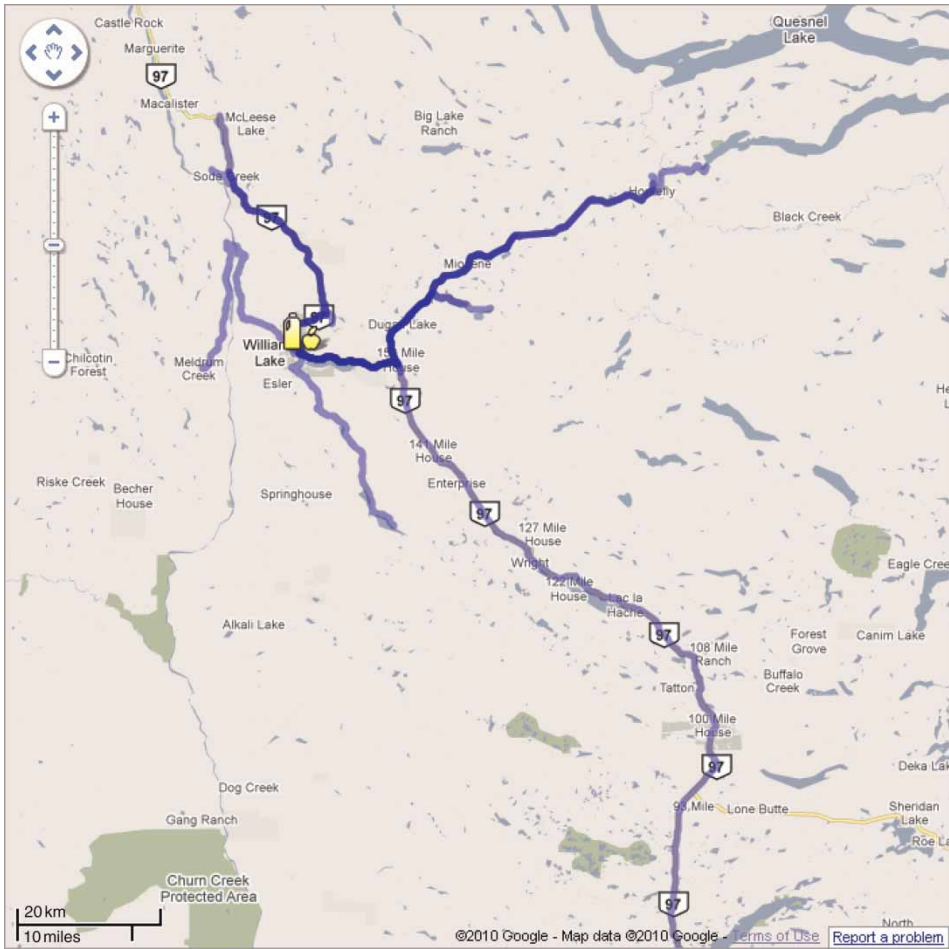 Castle Rock
Quesnel
Lake
Marguerite
97
Macalister
McLeese
Lake
Big Lake
Ranch
Soda Creek
Horsefly
97
Black Creek
Miocene
97
Dugan Lake
Williams
Lake
150 Mile
House
Chilcotin
Forest
Meldrum
Creek
Esler
97
141 Mile
House
Riske Creek
Becher
House
Springhouse
Enterprise
97
127 Mile
House
Wright
Eagle Cree
122 Mile
House
Lac la
Hache
Alkali Lake
97
Forest
Grove
Canim Lake
108 Mile
Ranch
Buffalo
Creek
Tatton
100 Mile
House
97
Deka Lak
Dog Creek
93 Mile
Lone Butte
Sheridan
Lake
Gang Ranch
Roe La
Churn Creek
Protected Area
97
20 km
10 miles
North
©2010 Google - Map data ©2010 Google - Terms of Use
Report a problem